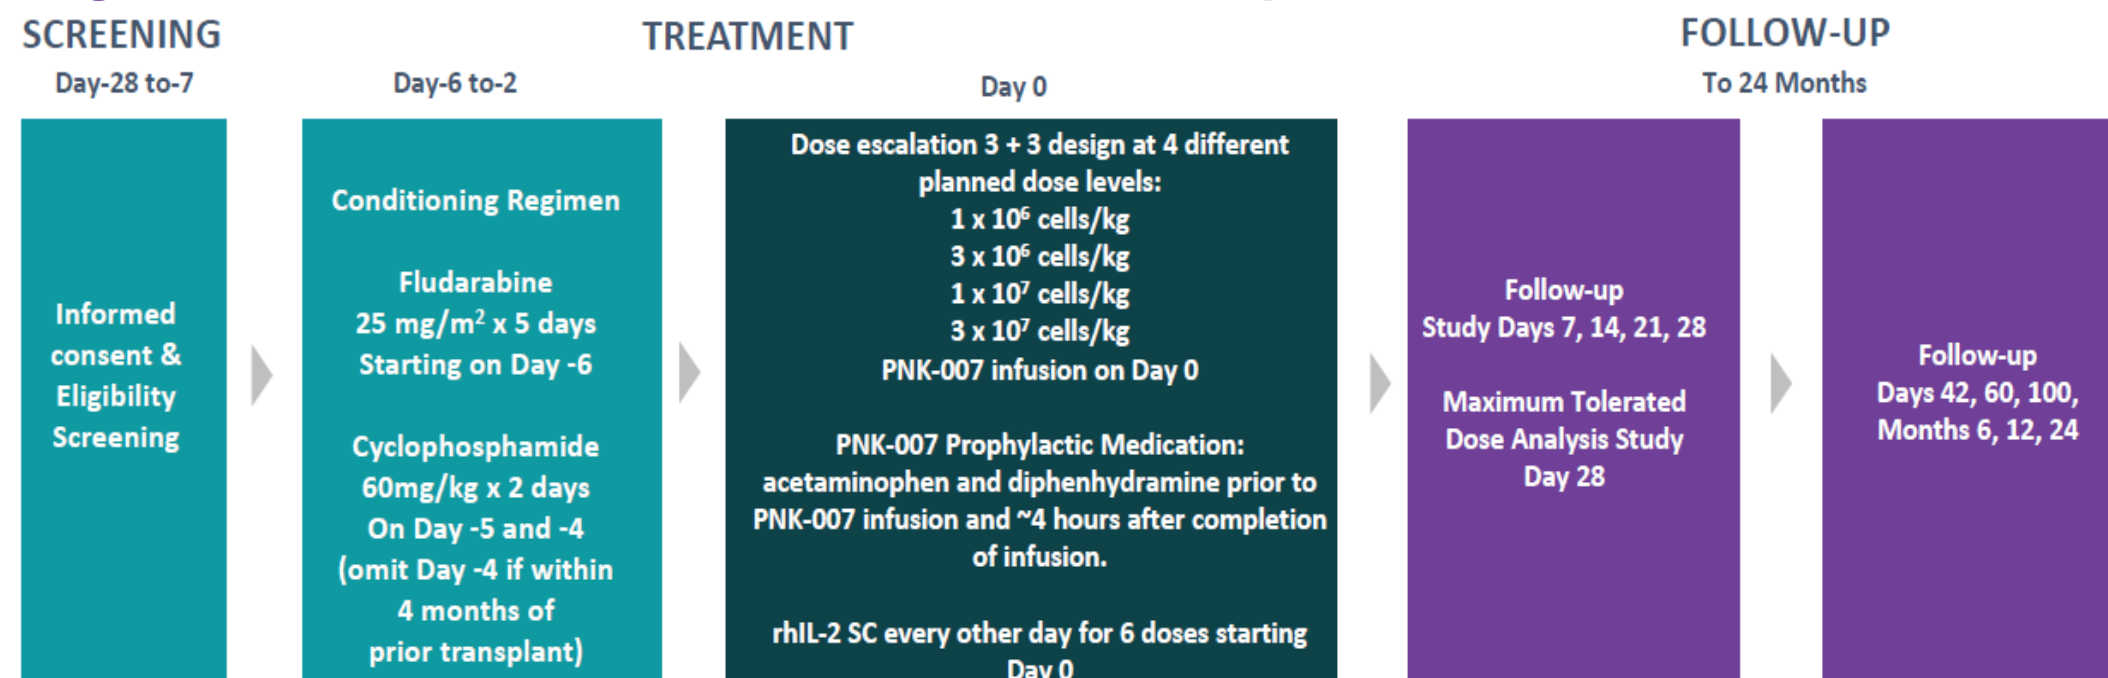 SCREENING
Day-28 to-7
Informed
consent &
Eligibility
Screening
TREATMENT
Day-6 to-2
Conditioning Regimen
Fludarabine
25 mg/m² x 5 days
Starting on Day -6
Cyclophosphamide
60mg/kg x 2 days
On Day -5 and -4
(omit Day -4 if within
4 months of
prior transplant)
Day 0
Dose escalation 3 + 3 design at 4 different
planned dose levels:
1 x 10⁶ cells/kg
3 x 10⁶ cells/kg
1 x 10⁷ cells/kg
3 x 10⁷ cells/kg
PNK-007 infusion on Day 0
PNK-007 Prophylactic Medication:
acetaminophen and diphenhydramine prior to
PNK-007 infusion and ~4 hours after completion
of infusion.
rhIL-2 SC every other day for 6 doses starting
Day 0
FOLLOW-UP
To 24 Months
Follow-up
Study Days 7, 14, 21, 28
Maximum Tolerated
Dose Analysis Study
Day 28
Follow-up
Days 42, 60, 100,
Months 6, 12, 24